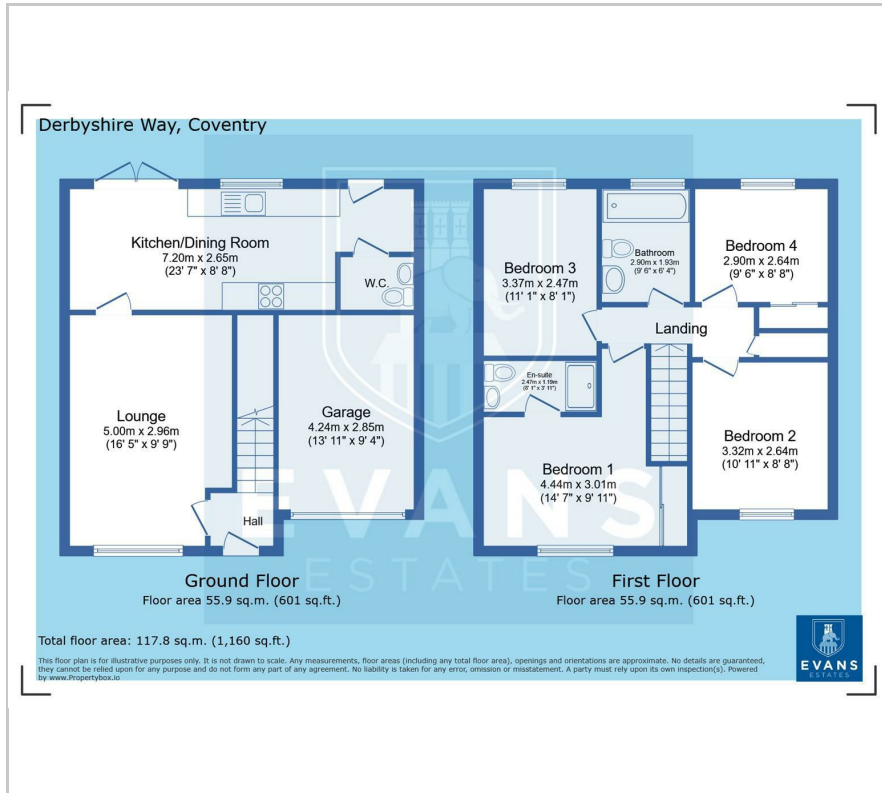 Derbyshire Way, Coventry
Kitchen/Dining Room
7.20m x 2.65m
(23' 7" x 8' 8")
W.C.
Lounge
5.00m x 2.96m
(16' 5" x 9' 9")
Garage
4.24m x 2.85m
(13' 11" x 9' 4")
Hall
Ground Floor
Floor area 55.9 sq.m. (601 sq.ft.)
Bedroom 3
3.37m x 2.47m
(11' 1" x 8' 1")
Bathroom
2.90m x 1.93m
(9' 6" x 6' 4")
Bedroom 4
2.90m x 2.64m
(9' 6" x 8' 8")
Landing
En-suite
2.47m x 1.19m
(8' 1" x 3' 11")
Bedroom 1
4.44m x 3.01m
(14' 7" x 9' 11")
Bedroom 2
3.32m x 2.64m
(10' 11" x 8' 8")
First Floor
Floor area 55.9 sq.m. (601 sq.ft.)
EVANS
ESTATES
Total floor area: 117.8 sq.m. (1,160 sq.ft.)
This floor plan is for illustrative purposes only. It is not drawn to scale. Any measurements, floor areas (including any total floor area), openings and orientations are approximate. No details are guaranteed,
they cannot be relied upon for any purpose and do not form any part of any agreement. No liability is taken for any error, omission or misstatement. A party must rely upon its own inspection(s). Powered
by www.Propertybox.io
EVANS
ESTATES